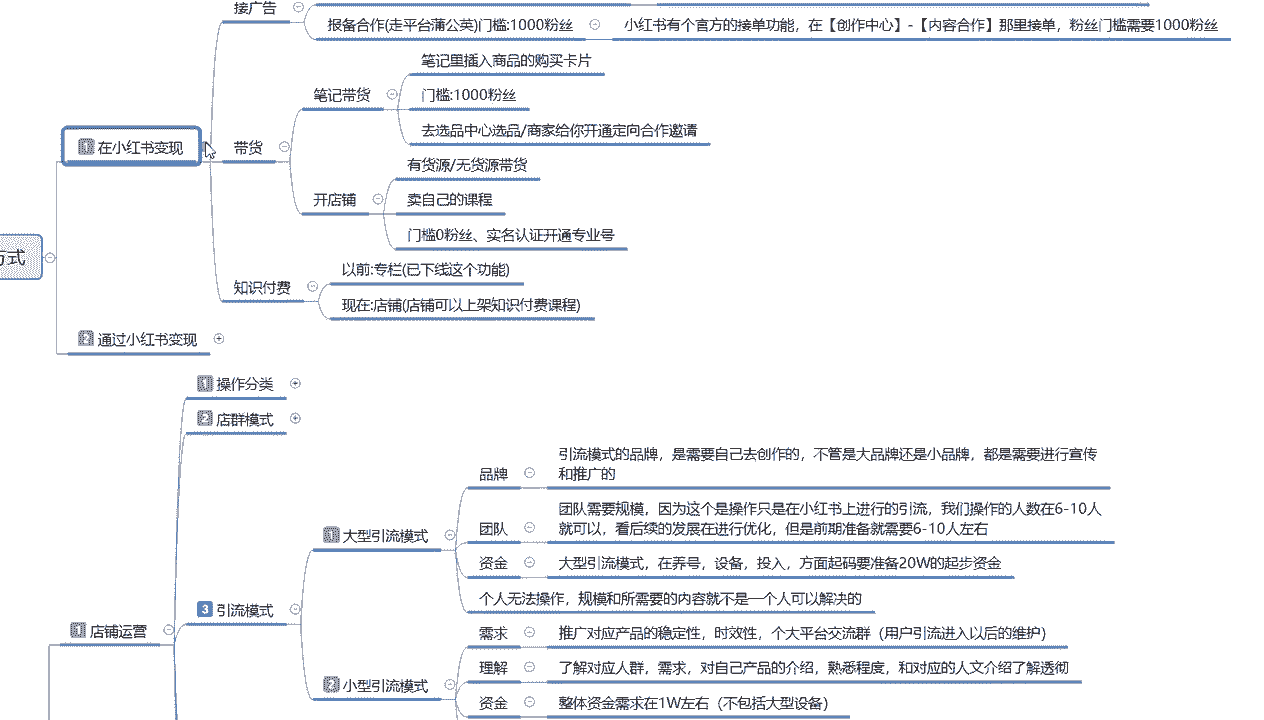 接广告
报备合作(走平台蒲公英)门槛:1000粉丝
小红书有个官方的接单功能，在【创作中心】-【内容合作】那里接单，粉丝门槛需要1000粉丝
笔记里插入商品的购买卡片
笔记带货
门槛:1000粉丝
去选品中心选品/商家给你开通定向合作邀请
1 在小红书变现
带货
有货源/无货源带货
开店铺
卖自己的课程
门槛0粉丝、实名认证开通专业号
方式
以前:专栏(已下线这个功能)
知识付费
现在:店铺(店铺可以上架知识付费课程)
2 通过小红书变现
1 操作分类
2 店群模式
引流模式的品牌，是需要自己去创作的，不管是大品牌还是小品牌，都是需要进行宣传
和推广的
品牌
团队需要规模，因为这个是操作只是在小红书上进行的引流，我们操作的人数在6-10人
就可以，看后续的发展在进行优化，但是前期准备就需要6-10人左右
团队
1 大型引流模式
资金
大型引流模式，在养号，设备，投入，方面起码要准备20W的起步资金
个人无法操作，规模和所需要的内容就不是一个人可以解决的
3 引流模式
1 店铺运营
需求
推广对应产品的稳定性，时效性，个大平台交流群（用户引流进入以后的维护）
理解
了解对应人群，需求，对自己产品的介绍，熟悉程度，和对应的人文介绍了解透彻
2 小型引流模式
资金
整体资金需求在1W左右（不包括大型设备）